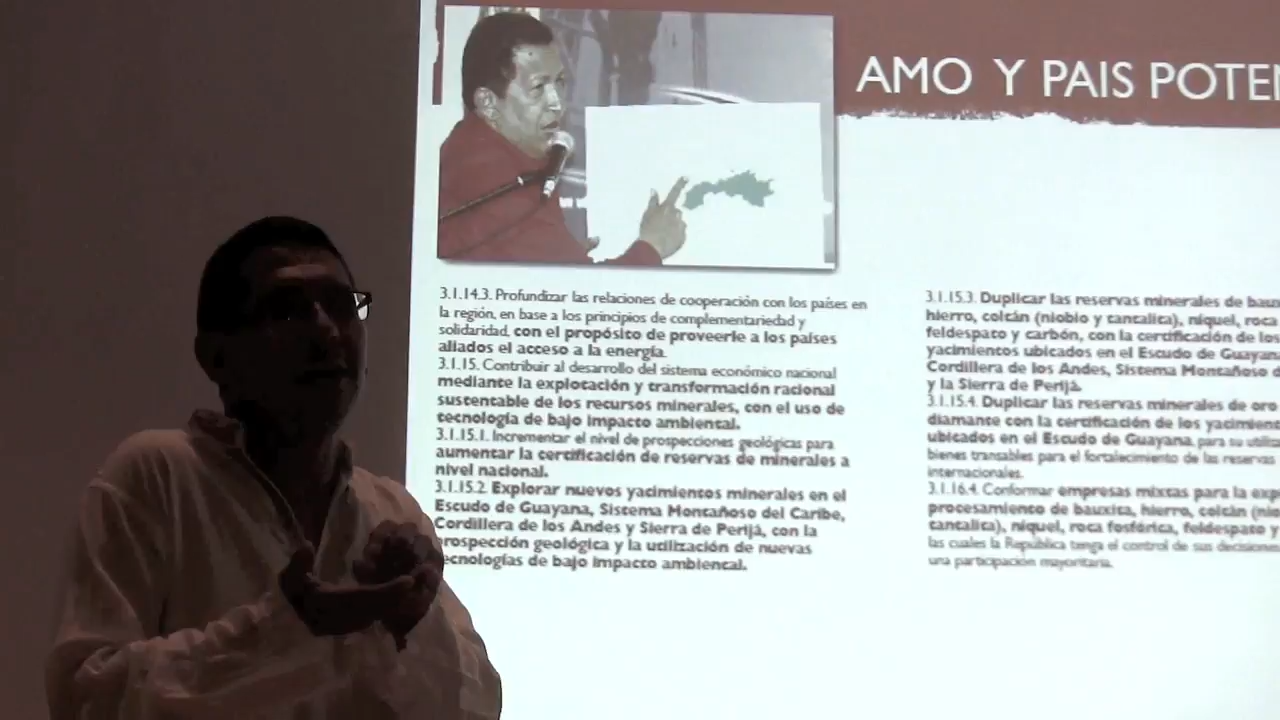 AMO Y PAIS POTEN
3.1.14.3. Profundizar las relaciones de cooperación con los países en
la región, en base a los principios de complementariedad y
solidaridad, con el propósito de proveerle a los países
aliados el acceso a la energía.
3.1.15. Contribuir al desarrollo del sistema económico nacional
mediante la explotación y transformación racional
sustentable de los recursos minerales, con el uso de
tecnología de bajo impacto ambiental.
3.1.15.1. Incrementar el nivel de prospecciones geológicas para
aumentar la certificación de reservas de minerales a
nivel nacional.
3.1.15.2. Explorar nuevos yacimientos minerales en el
Escudo de Guayana, Sistema Montañoso del Caribe,
Cordillera de los Andes y Sierra de Perijá, con la
prospección geológica y la utilización de nuevas
tecnologías de bajo impacto ambiental.
3.1.15.3. Duplicar las reservas minerales de baux
hierro, coltán (niobio y tantalita), níquel, roca
feldespato y carbón, con la certificación de los
yacimientos ubicados en el Escudo de Guayana
Cordillera de los Andes, Sistema Montañoso d
y la Sierra de Perijá.
3.1.15.4. Duplicar las reservas minerales de oro
diamante con la certificación de los yacimien
ubicados en el Escudo de Guayana, para su utiliza
bienes transables para el fortalecimiento de las reservas
internacionales.
3.1.16.4. Conformar empresas mixtas para la exp
procesamiento de bauxita, hierro, coltán (nio
tantalita), níquel, roca fosfórica, feldespato y
las cuales la República tenga el control de sus decisiones
una participación mayoritaria.